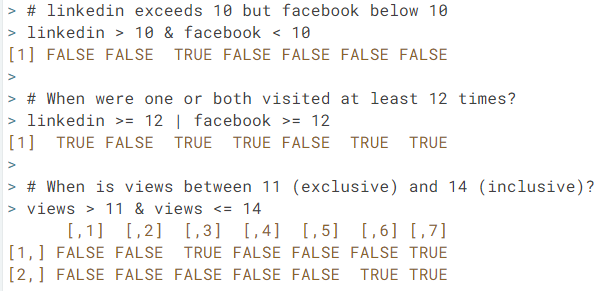 > # linkedin exceeds 10 but facebook below 10
> linkedin > 10 & facebook < 10
[1] FALSE FALSE  TRUE FALSE FALSE FALSE FALSE
>
> # When were one or both visited at least 12 times?
> linkedin >= 12 | facebook >= 12
[1]  TRUE FALSE  TRUE  TRUE FALSE  TRUE  TRUE
>
> # When is views between 11 (exclusive) and 14 (inclusive)?
> views > 11 & views <= 14
      [,1]  [,2]  [,3]  [,4]  [,5]  [,6] [,7]
[1,] FALSE FALSE  TRUE FALSE FALSE FALSE TRUE
[2,] FALSE FALSE FALSE FALSE FALSE  TRUE TRUE